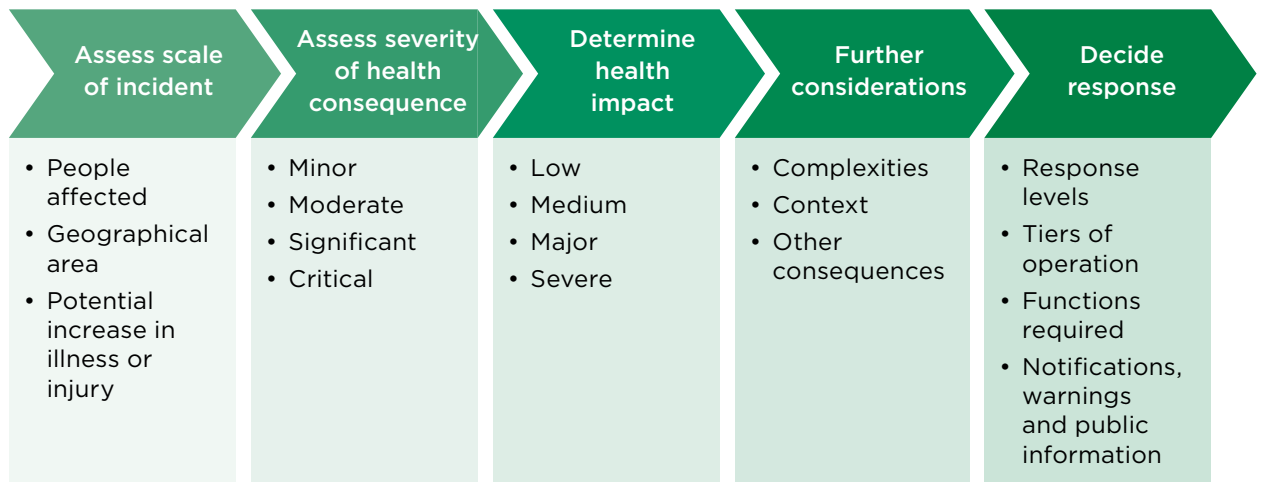 Assess scale
of incident
• People
affected
• Geographical
area
• Potential
increase in
illness or
injury
Assess severity
of health
consequence
• Minor
• Moderate
• Significant
• Critical
Determine
health
impact
• Low
• Medium
• Major
• Severe
Further
considerations
• Complexities
• Context
• Other
consequences
Decide
response
• Response
levels
• Tiers of
operation
• Functions
required
• Notifications,
warnings
and public
information